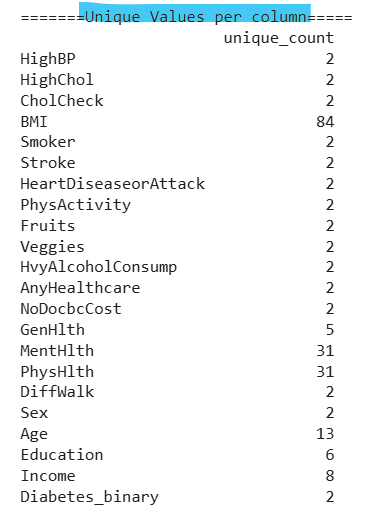 =======Unique Values per column=====
unique_count
HighBP 2
HighChol 2
CholCheck 2
BMI 84
Smoker 2
Stroke 2
HeartDiseaseorAttack 2
PhysActivity 2
Fruits 2
Veggies 2
HvyAlcoholConsump 2
AnyHealthcare 2
NoDocbcCost 2
GenHlth 5
MentHlth 31
PhysHlth 31
DiffWalk 2
Sex 2
Age 13
Education 6
Income 8
Diabetes_binary 2